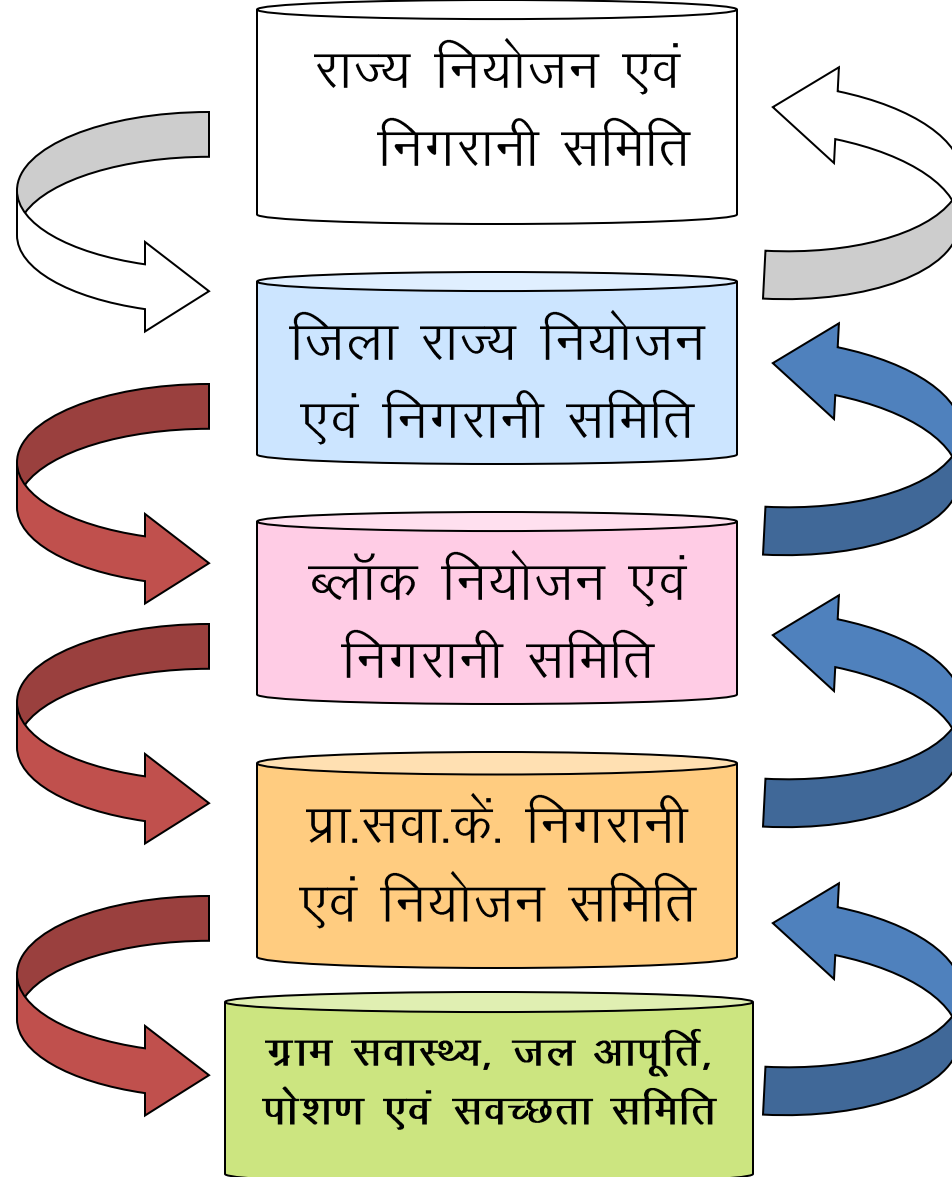 राज्य नियोजन एवं
निगरानी समिति
जिला राज्य नियोजन
एवं निगरानी समिति
ब्लॉक नियोजन एवं
निगरानी समिति
प्रा.सवा.कें. निगरानी
एवं नियोजन समिति
ग्राम सवास्थ्य, जल आपूर्ति,
पोशण एवं सवच्छता समिति